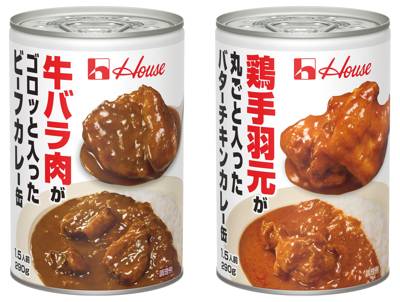 House
牛バラ肉が
ゴロッと入った
ビーフカレー缶
1.5人前
290g
House
鶏手羽元が
丸ごと入った
バターチキンカレー缶
1.5人前
290g